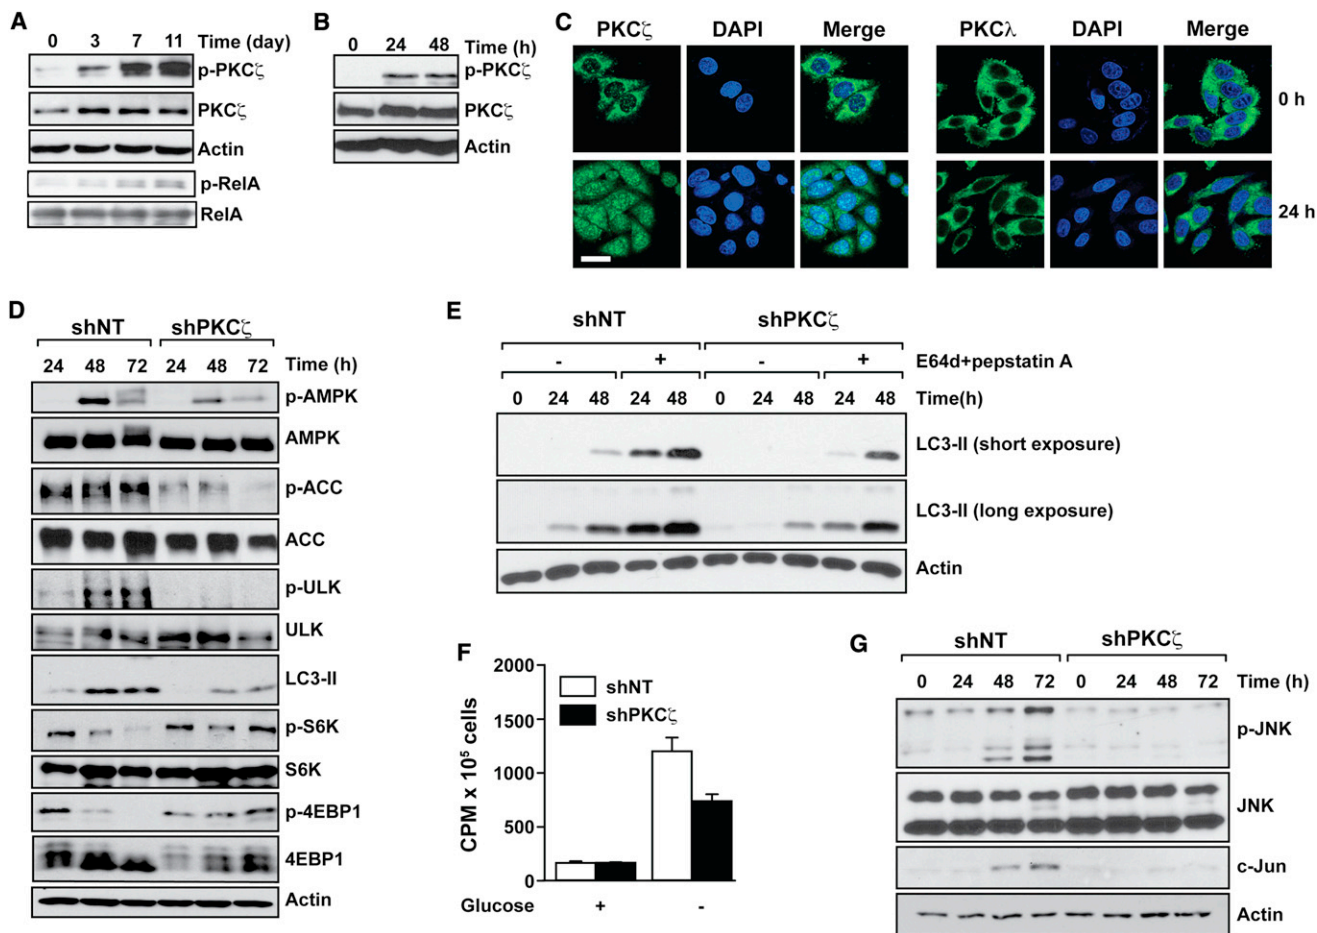 A
0 3 7 11 Time (day)
p-PKCζ
PKCζ
Actin
p-RelA
RelA
B
0 24 48 Time (h)
p-PKCζ
PKCζ
Actin
C
PKCζ DAPI Merge PKCλ DAPI Merge
0 h
24 h
D
shNT shPKCζ
24 48 72 24 48 72 Time (h)
p-AMPK
AMPK
p-ACC
ACC
p-ULK
ULK
LC3-II
p-S6K
S6K
p-4EBP1
4EBP1
Actin
E
shNT shPKCζ
- + - + E64d+pepstatin A
0 24 48 24 48 0 24 48 24 48 Time(h)
LC3-II (short exposure)
LC3-II (long exposure)
Actin
F
CPM x 10⁵ cells
2000
1500
1000
500
0
shNT
shPKCζ
Glucose + -
G
shNT shPKCζ
0 24 48 72 0 24 48 72 Time (h)
p-JNK
JNK
c-Jun
Actin